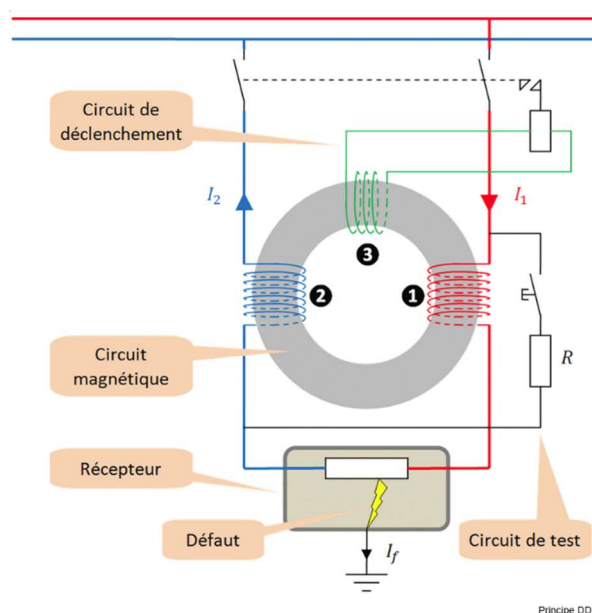 Circuit de
déclenchement
I2
I1
3
2
1
Circuit
magnétique
R
Récepteur
Défaut
If
Circuit de test
Principe DD